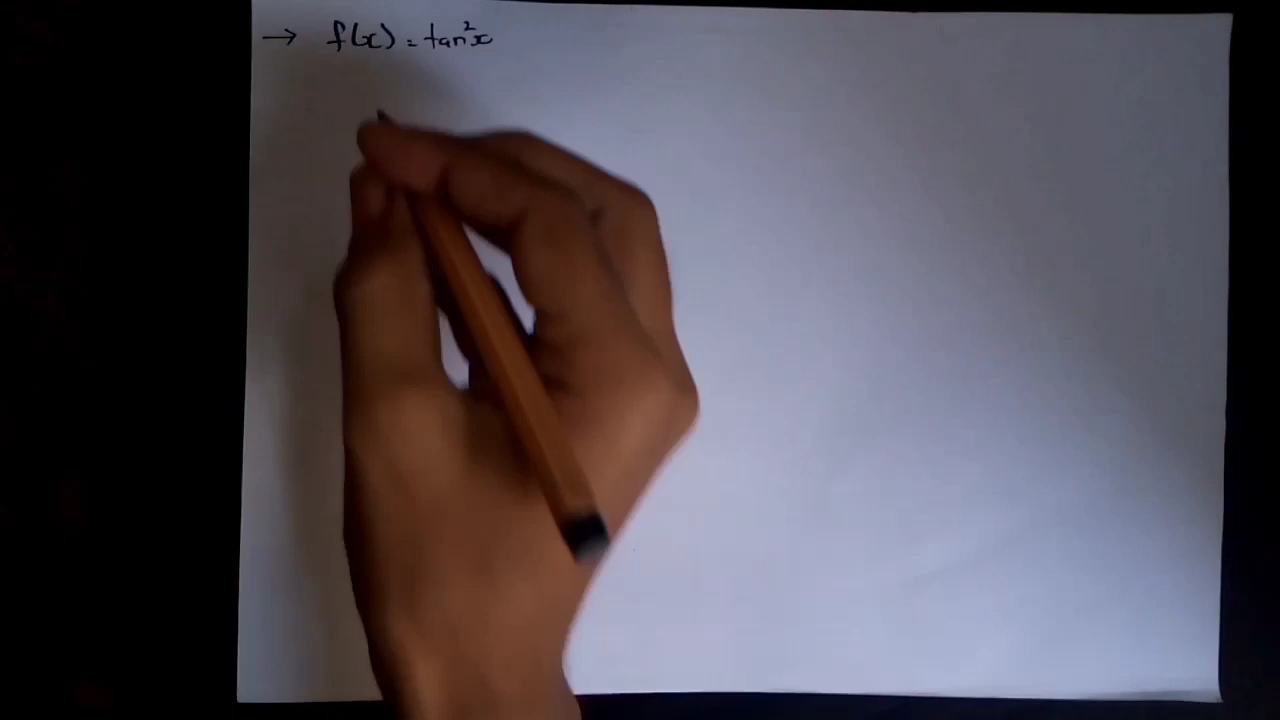 → f(x) = tan²x